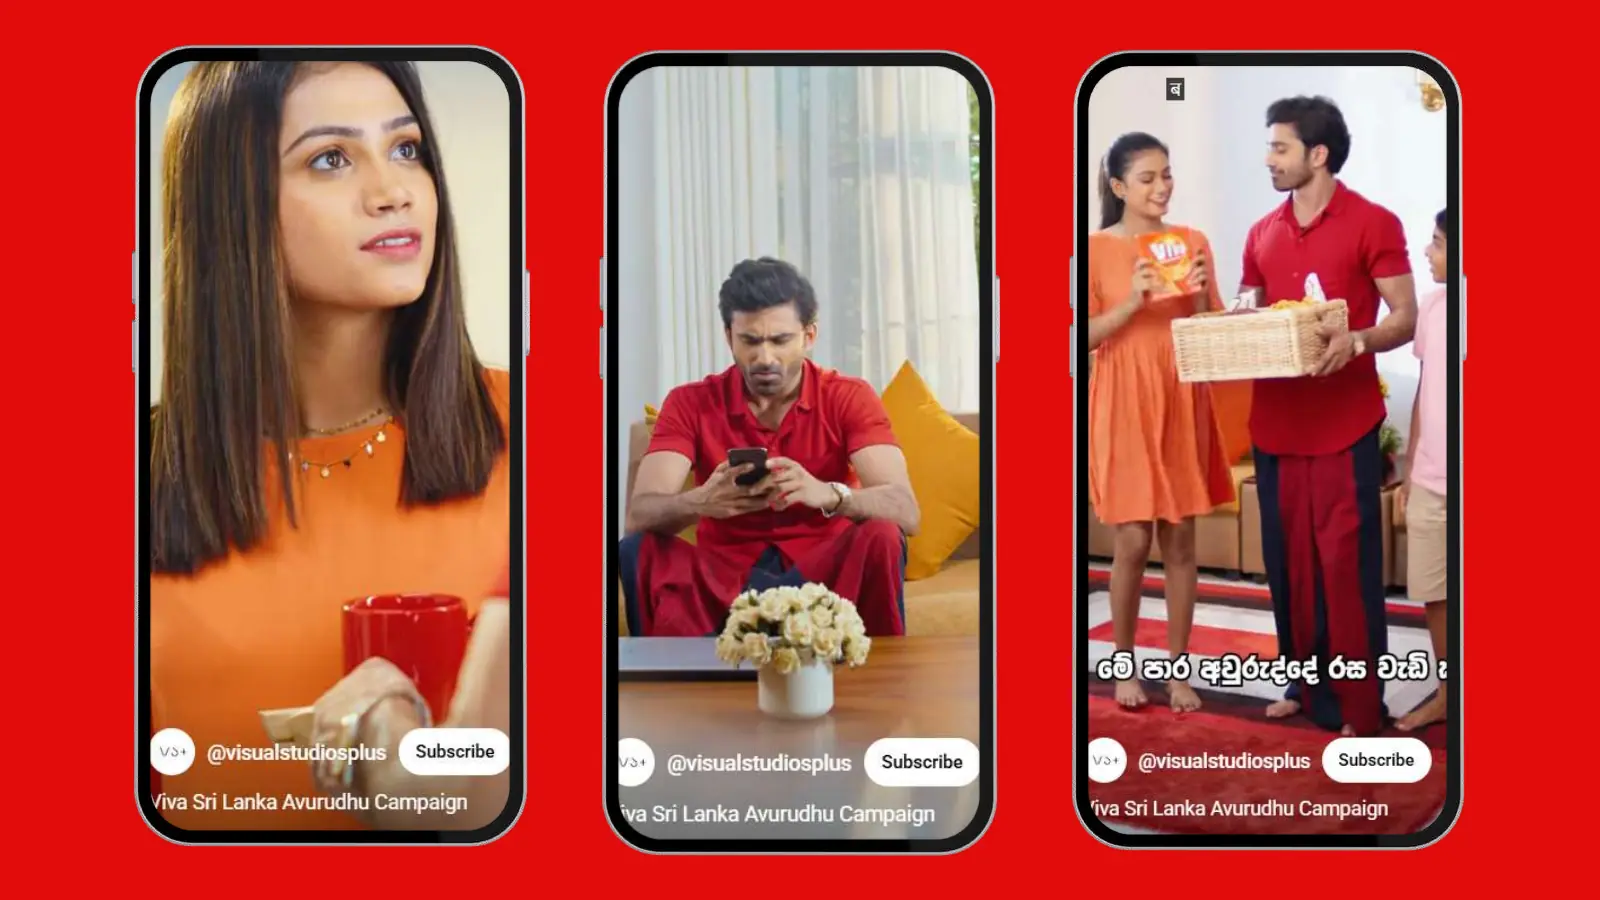 VS+
@visualstudiosplus
Subscribe
Viva Sri Lanka Avurudhu Campaign
VS+
@visualstudiosplus
Subscribe
iva Sri Lanka Avurudhu Campaign
ब
Viv
මේ පාර අවුරුද්දේ රස වැඩි
VS+
@visualstudiosplus
Subscribe
Viva Sri Lanka Avurudhu Campaign